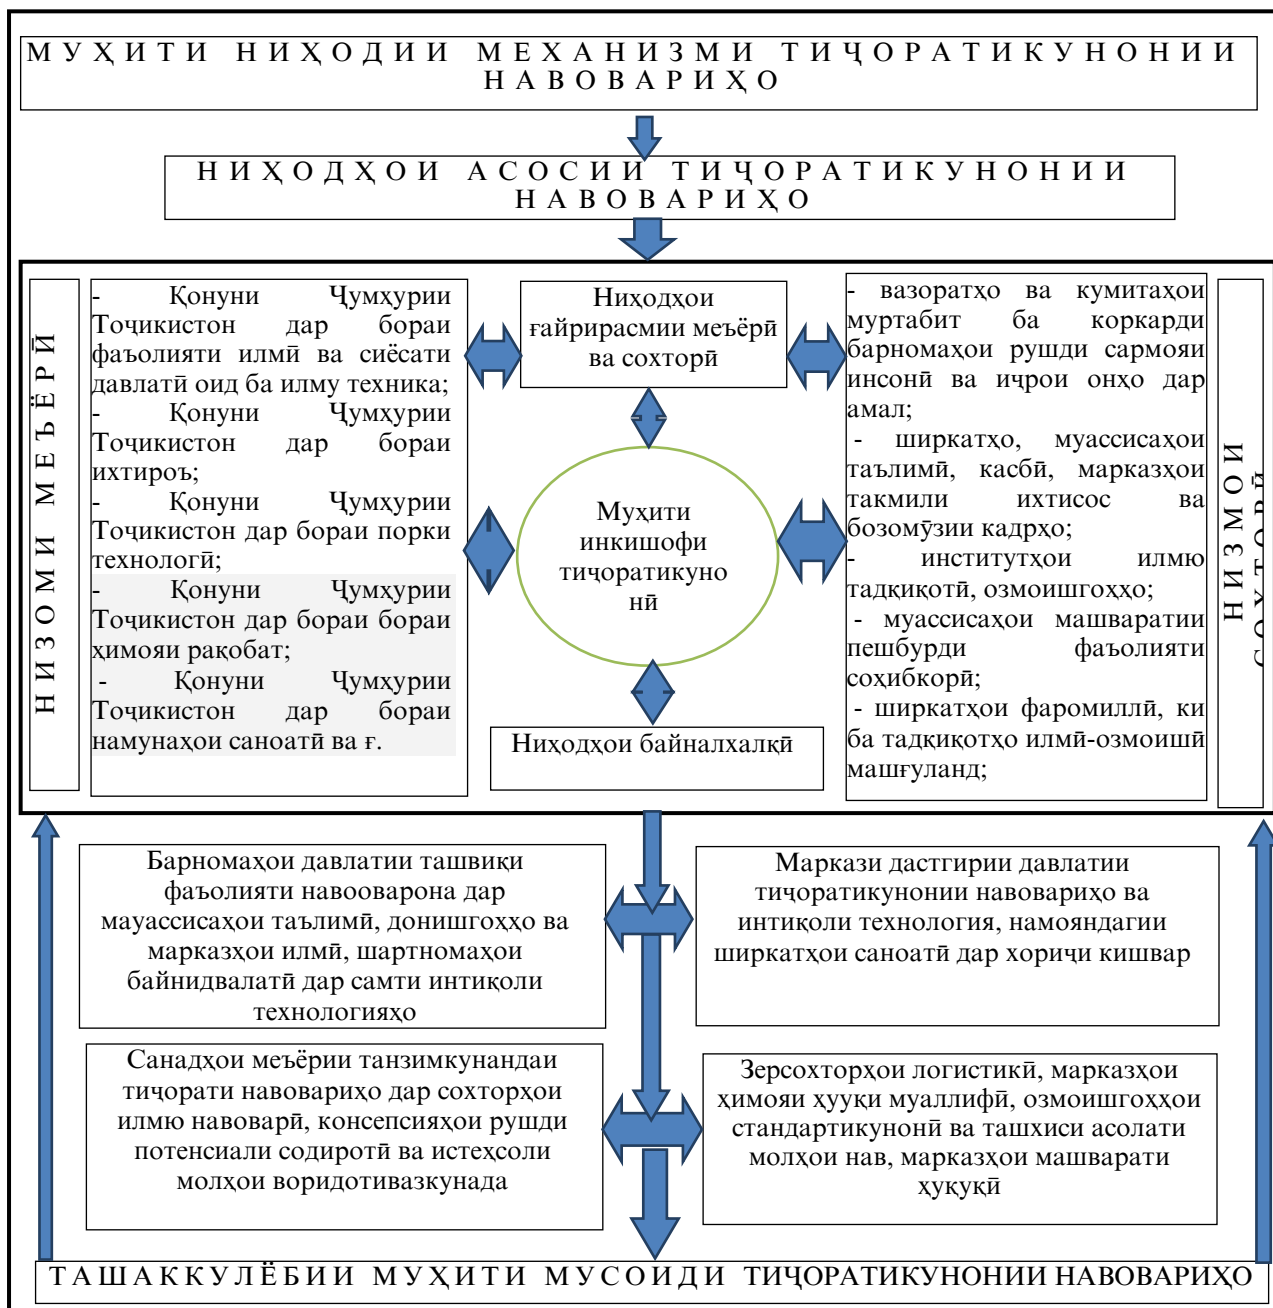 МУҲИТИ НИҲОДИИ МЕХАНИЗМИ ТИҶОРАТИКУНОНИИ
НАВОВАРИҲО
НИҲОДҲОИ АСОСИИ ТИҶОРАТИКУНОНИИ
НАВОВАРИҲО
НИЗОМИ МЕЪЁРӢ
- Қонуни Ҷумҳурии
Тоҷикистон дар бораи
фаъолияти илмӣ ва сиёсати
давлатӣ оид ба илму техника;
- Қонуни Ҷумҳурии
Тоҷикистон дар бораи
ихтироъ;
- Қонуни Ҷумҳурии
Тоҷикистон дар бораи порки
технологӣ;
- Қонуни Ҷумҳурии
Тоҷикистон дар бораи бораи
ҳимояи рақобат;
- Қонуни Ҷумҳурии
Тоҷикистон дар бораи
намунаҳои саноатӣ ва ғ.
Ниҳодҳои
ғайрирасмии меъёрӣ
ва сохторӣ
Муҳити
инкишофи
тиҷоратикуно
нӣ
Ниҳодҳои байналхалқӣ
- вазоратҳо ва кумитаҳои
муртабит ба коркарди
барномаҳои рушди сармояи
инсонӣ ва иҷрои онҳо дар
амал;
- ширкатҳо, муассисаҳои
таълимӣ, касбӣ, марказҳои
такмили ихтисос ва
бозомӯзии кадрҳо;
- институтҳои илмю
тадқиқотӣ, озмоишгоҳҳо;
- муассисаҳои машваратии
пешбурди фаъолияти
соҳибкорӣ;
- ширкатҳои фаромиллӣ, ки
ба тадқиқотҳо илмӣ-озмоишӣ
машғуланд;
НИЗМОИ
СОХТОРӢ
Барномаҳои давлатии ташвиқи
фаъолияти навооварона дар
мауассисаҳои таълимӣ, донишгоҳҳо ва
марказҳои илмӣ, шартномаҳои
байнидвалатӣ дар самти интиқоли
технологияҳо
Маркази дастгирии давлатии
тиҷоратикунонии навовариҳо ва
интиқоли технология, намояндагии
ширкатҳои саноатӣ дар хориҷи кишвар
Санадҳои меъёрии танзимкунандаи
тиҷорати навовариҳо дар сохторҳои
илмю навоварӣ, консепсияҳои рушди
потенсиали содиротӣ ва истеҳсоли
молҳои воридотивазкунада
Зерсохторҳои логистикӣ, марказҳои
ҳимояи ҳууқи муаллифӣ, озмоишгоҳҳои
стандартикунонӣ ва ташхиси асолати
молҳои нав, марказҳои машварати
ҳуқуқӣ
ТАШАККУЛЁБИИ МУҲИТИ МУСОИДИ ТИҶОРАТИКУНОНИИ НАВОВАРИҲО